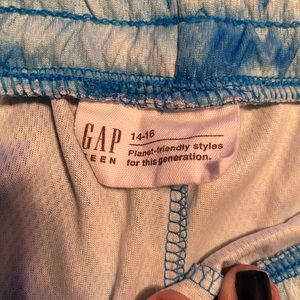 GAP
TEEN
14-16
Planet-friendly styles
for this generation.